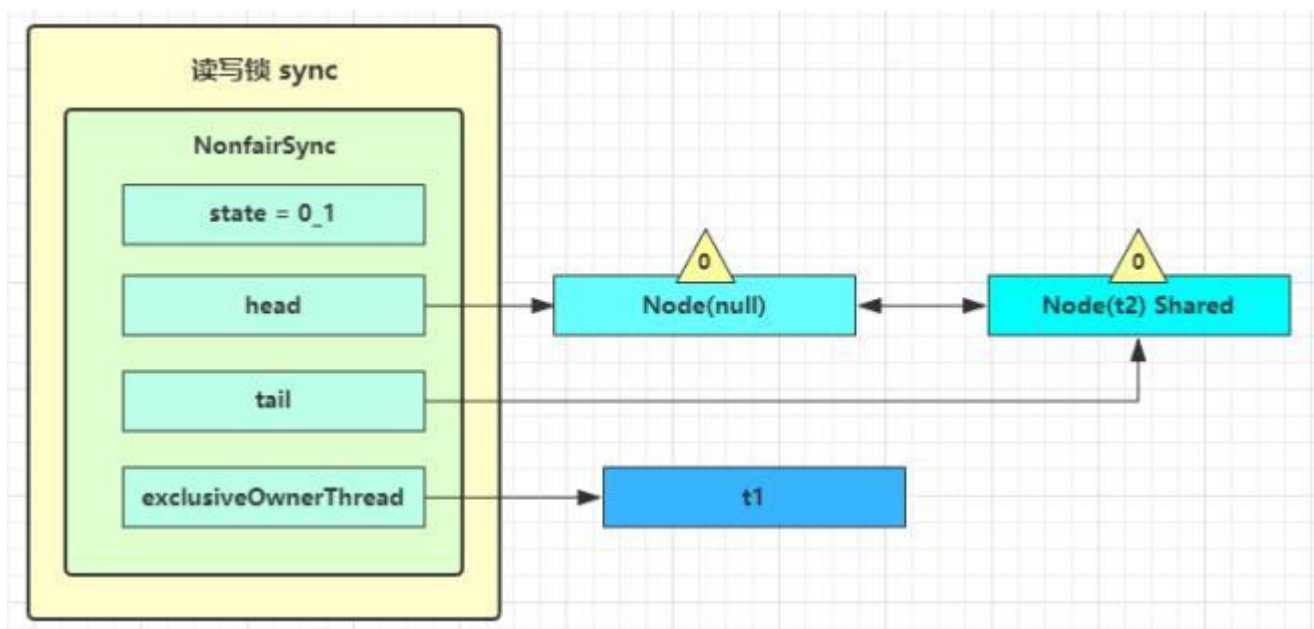 读写锁 sync
NonfairSync
state = 0_1
head
tail
exclusiveOwnerThread
0
Node(null)
0
Node(t2) Shared
t1